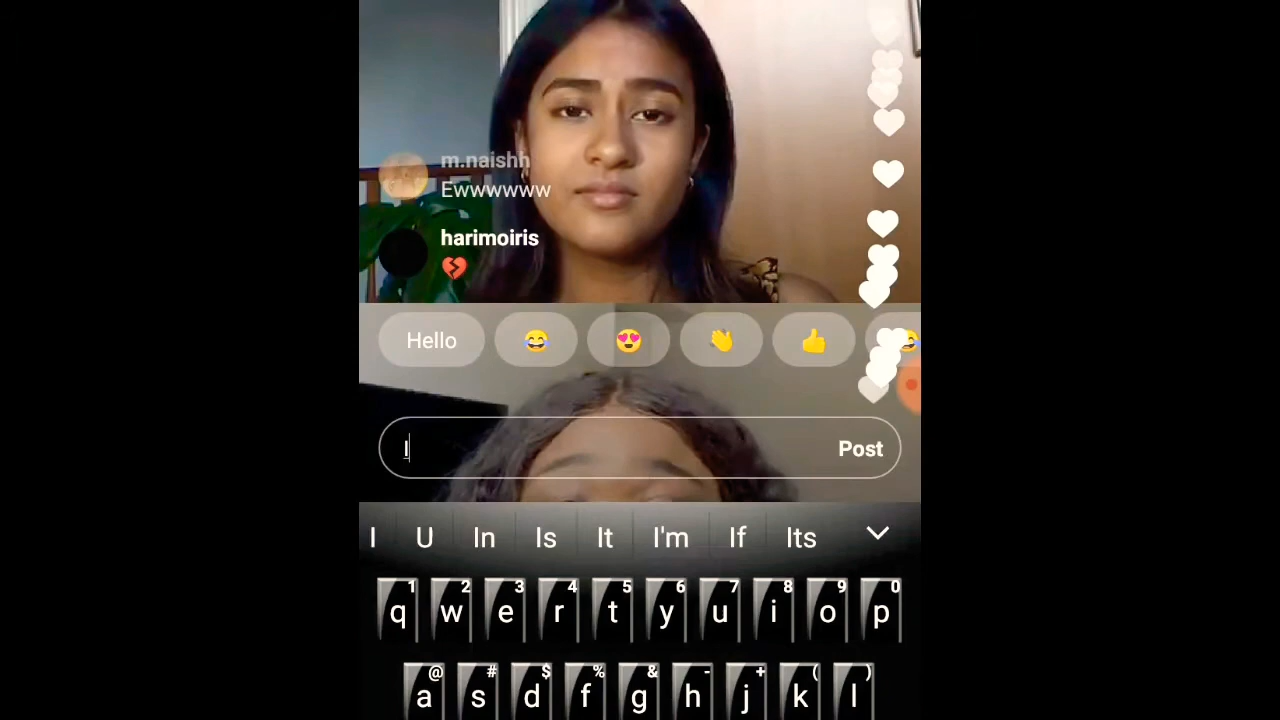 m.naishh
Ewwwwww
harimoiris
💔
Hello 😂 😍 👏 👍 😂
I Post
I U In Is It I'm If Its
1 2 3 4 5 6 7 8 9 0
q w e r t y u i o p
@ # $ % & - + ( )
a s d f g h j k l